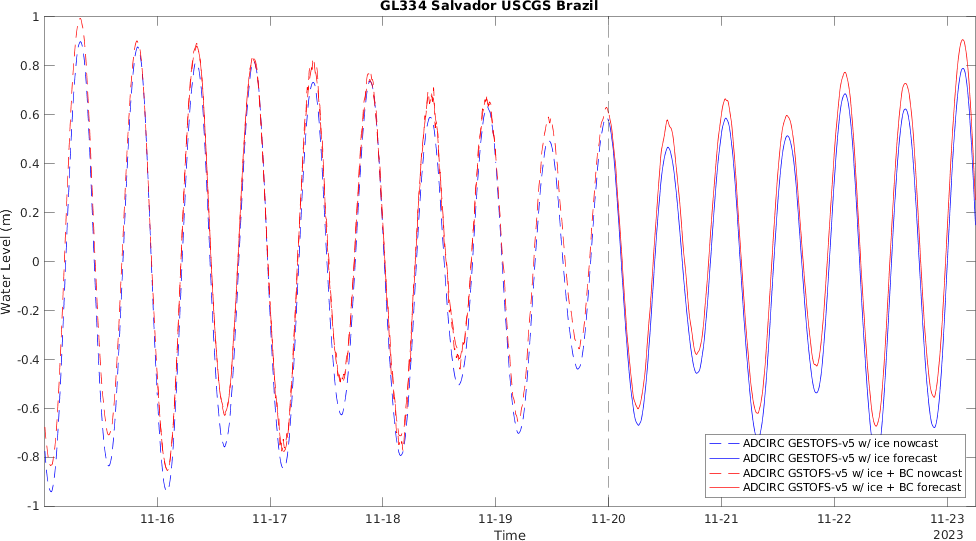 GL334 Salvador USCGS Brazil
1
0.8
0.6
0.4
0.2
0
-0.2
-0.4
-0.6
-0.8
-1
Water Level (m)
11-16
11-17
11-18
11-19
11-20
11-21
11-22
11-23
Time
2023
ADCIRC GESTOFS-v5 w/ ice nowcast
ADCIRC GESTOFS-v5 w/ ice forecast
ADCIRC GSTOFS-v5 w/ ice + BC nowcast
ADCIRC GSTOFS-v5 w/ ice + BC forecast